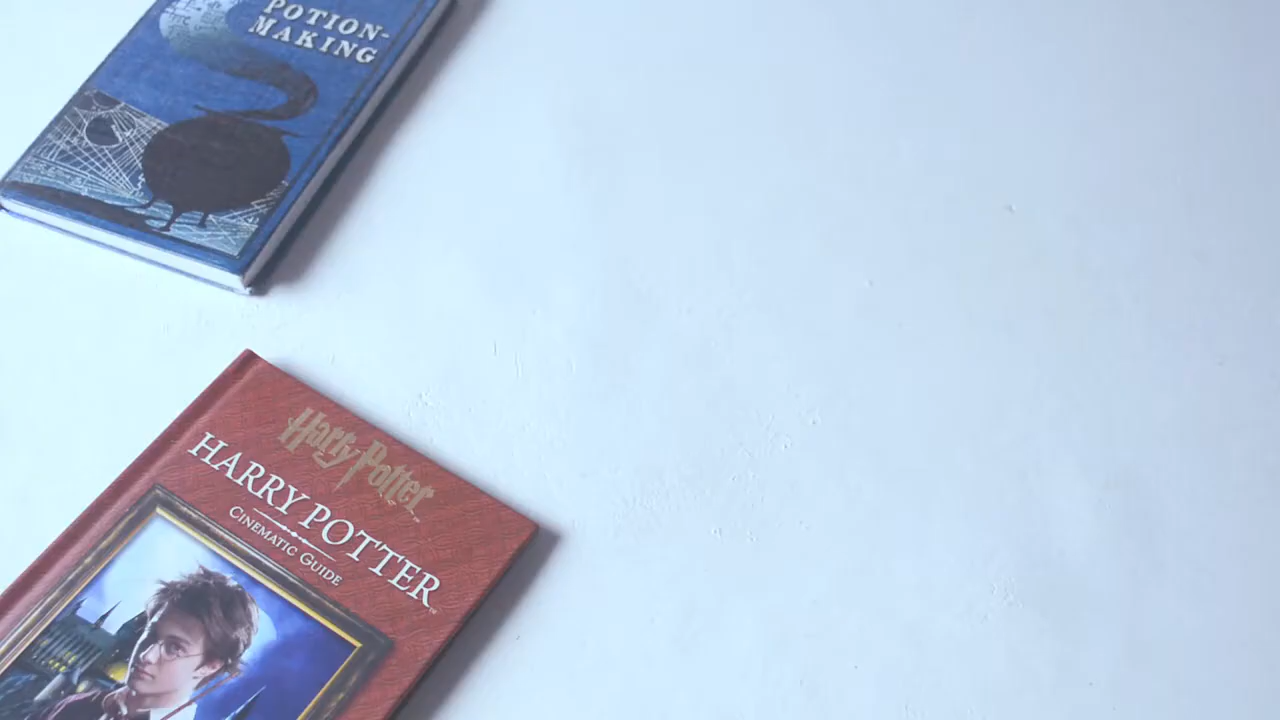 POTION-
MAKING
Harry Potter
HARRY POTTER
CINEMATIC GUIDE